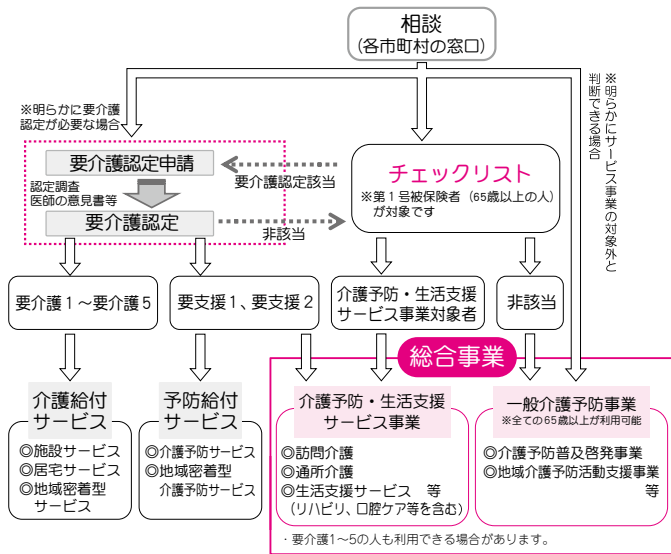 相談
(各市町村の窓口)
※明らかに要介護
認定が必要な場合
※明らかにサービス事業の対象外と
判断できる場合
要介護認定申請
認定調査
医師の意見書等
要介護認定
要介護認定該当
非該当
チェックリスト
※第1号被保険者(65歳以上の人)
が対象です
要介護1~要介護5
要支援1、要支援2
介護予防・生活支援
サービス事業対象者
非該当
総合事業
介護給付
サービス
◎施設サービス
◎居宅サービス
◎地域密着型
サービス
予防給付
サービス
◎介護予防サービス
◎地域密着型
介護予防サービス
介護予防・生活支援
サービス事業
◎訪問介護
◎通所介護
◎生活支援サービス 等
(リハビリ、口腔ケア等を含む)
一般介護予防事業
※全ての65歳以上が利用可能
◎介護予防普及啓発事業
◎地域介護予防活動支援事業
等
・要介護1~5の人も利用できる場合があります。